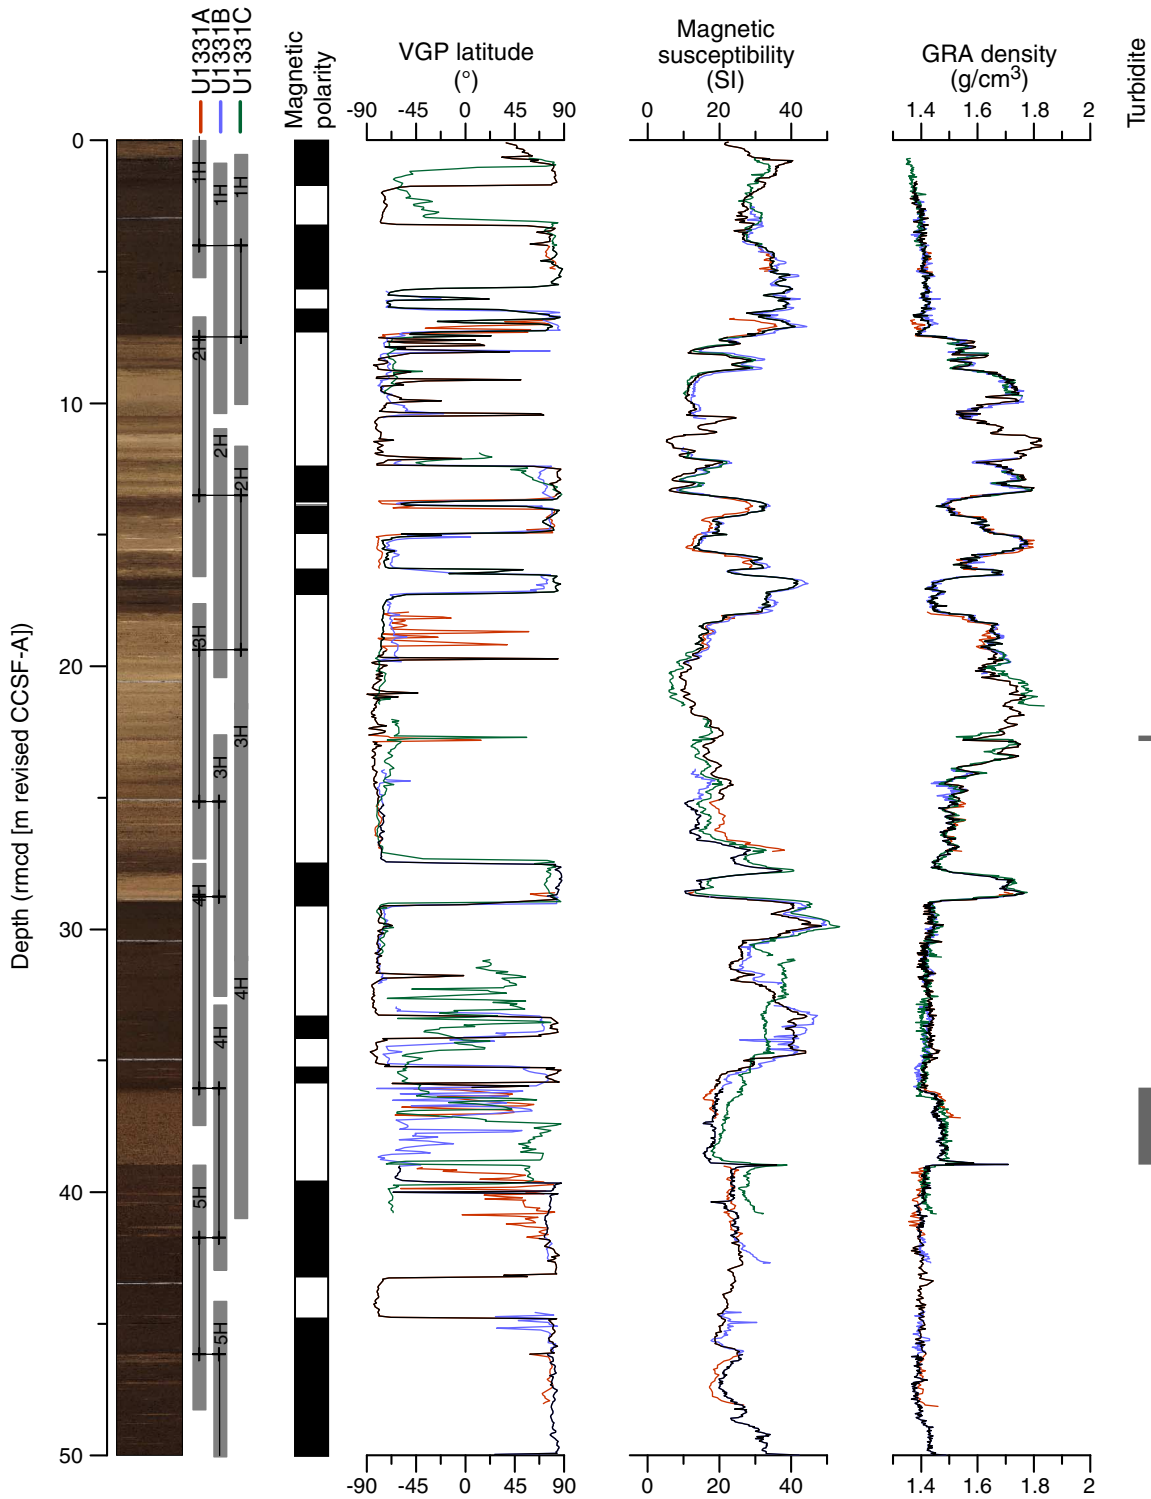 U1331A
U1331B
U1331C
Magnetic
polarity
VGP latitude
(°)
-90 -45 0 45 90
Magnetic
susceptibility
(SI)
0 20 40
GRA density
(g/cm³)
1.4 1.6 1.8 2
Turbidite
Depth (rmcd [m revised CCSF-A])
0
10
20
30
40
50
1H
2H
3H
4H
5H
1H
2H
3H
4H
5H
1H
2H
3H
4H
-90 -45 0 45 90
0 20 40
1.4 1.6 1.8 2